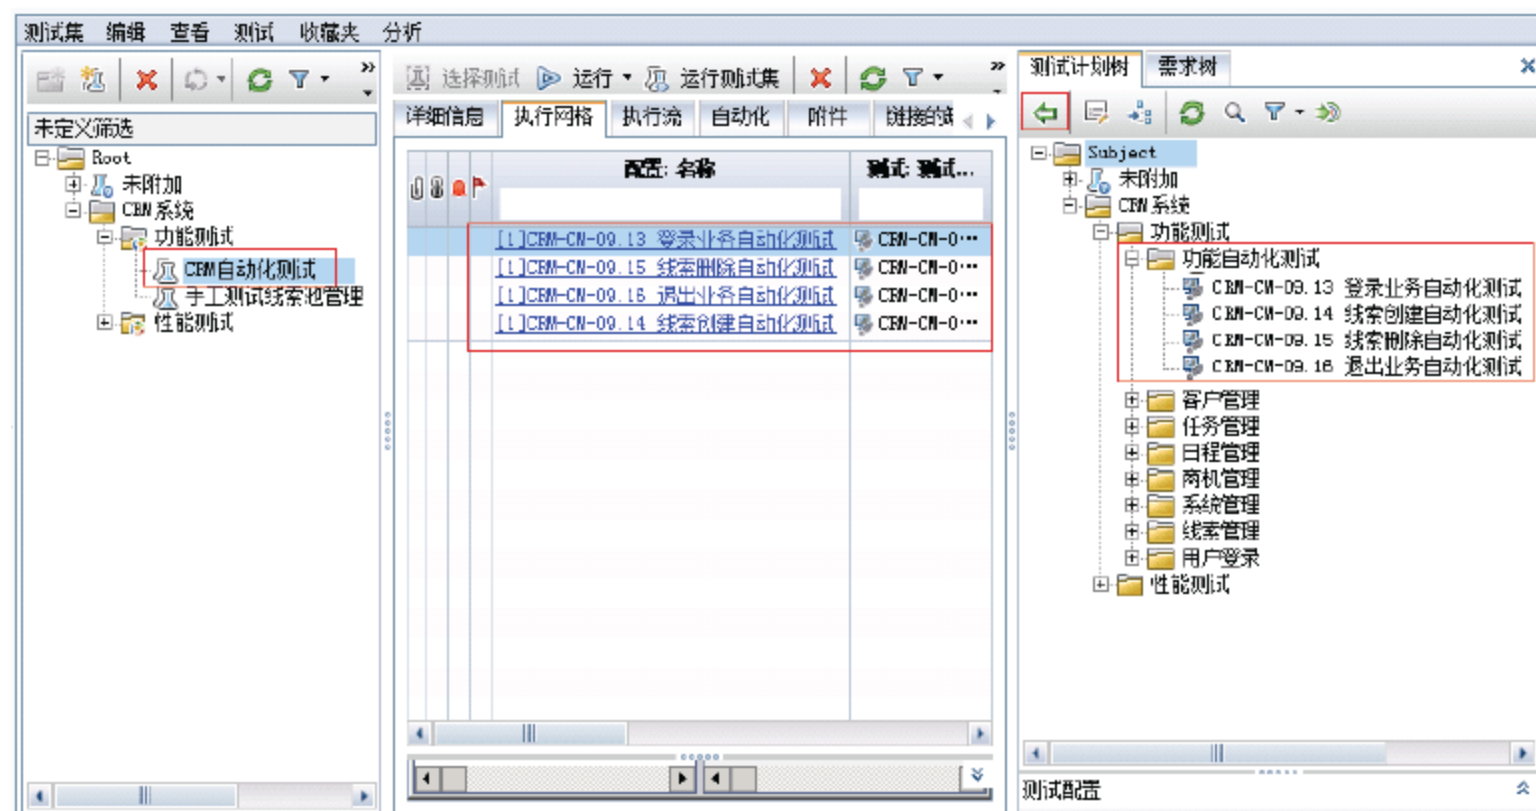 测试集 编辑 查看 测试 收藏夹 分析
未定义筛选
Root
未附加
CRM系统
功能测试
CRM自动化测试
手工测试线索池管理
性能测试
选择测试 运行 运行测试集
详细信息 执行网格 执行流 自动化 附件 链接的缺
配置: 名称 测试: 测试...
[1]CRM-CW-09.13 登录业务自动化测试 CRM-CW-0...
[1]CRM-CW-09.15 线索删除自动化测试 CRM-CW-0...
[1]CRM-CW-09.16 退出业务自动化测试 CRM-CW-0...
[1]CRM-CW-09.14 线索创建自动化测试 CRM-CW-0...
测试计划树 需求树
Subject
未附加
CRM系统
功能测试
功能自动化测试
CRM-CW-09.13 登录业务自动化测试
CRM-CW-09.14 线索创建自动化测试
CRM-CW-09.15 线索删除自动化测试
CRM-CW-09.16 退出业务自动化测试
客户管理
任务管理
日程管理
商机管理
系统管理
线索管理
用户登录
性能测试
测试配置